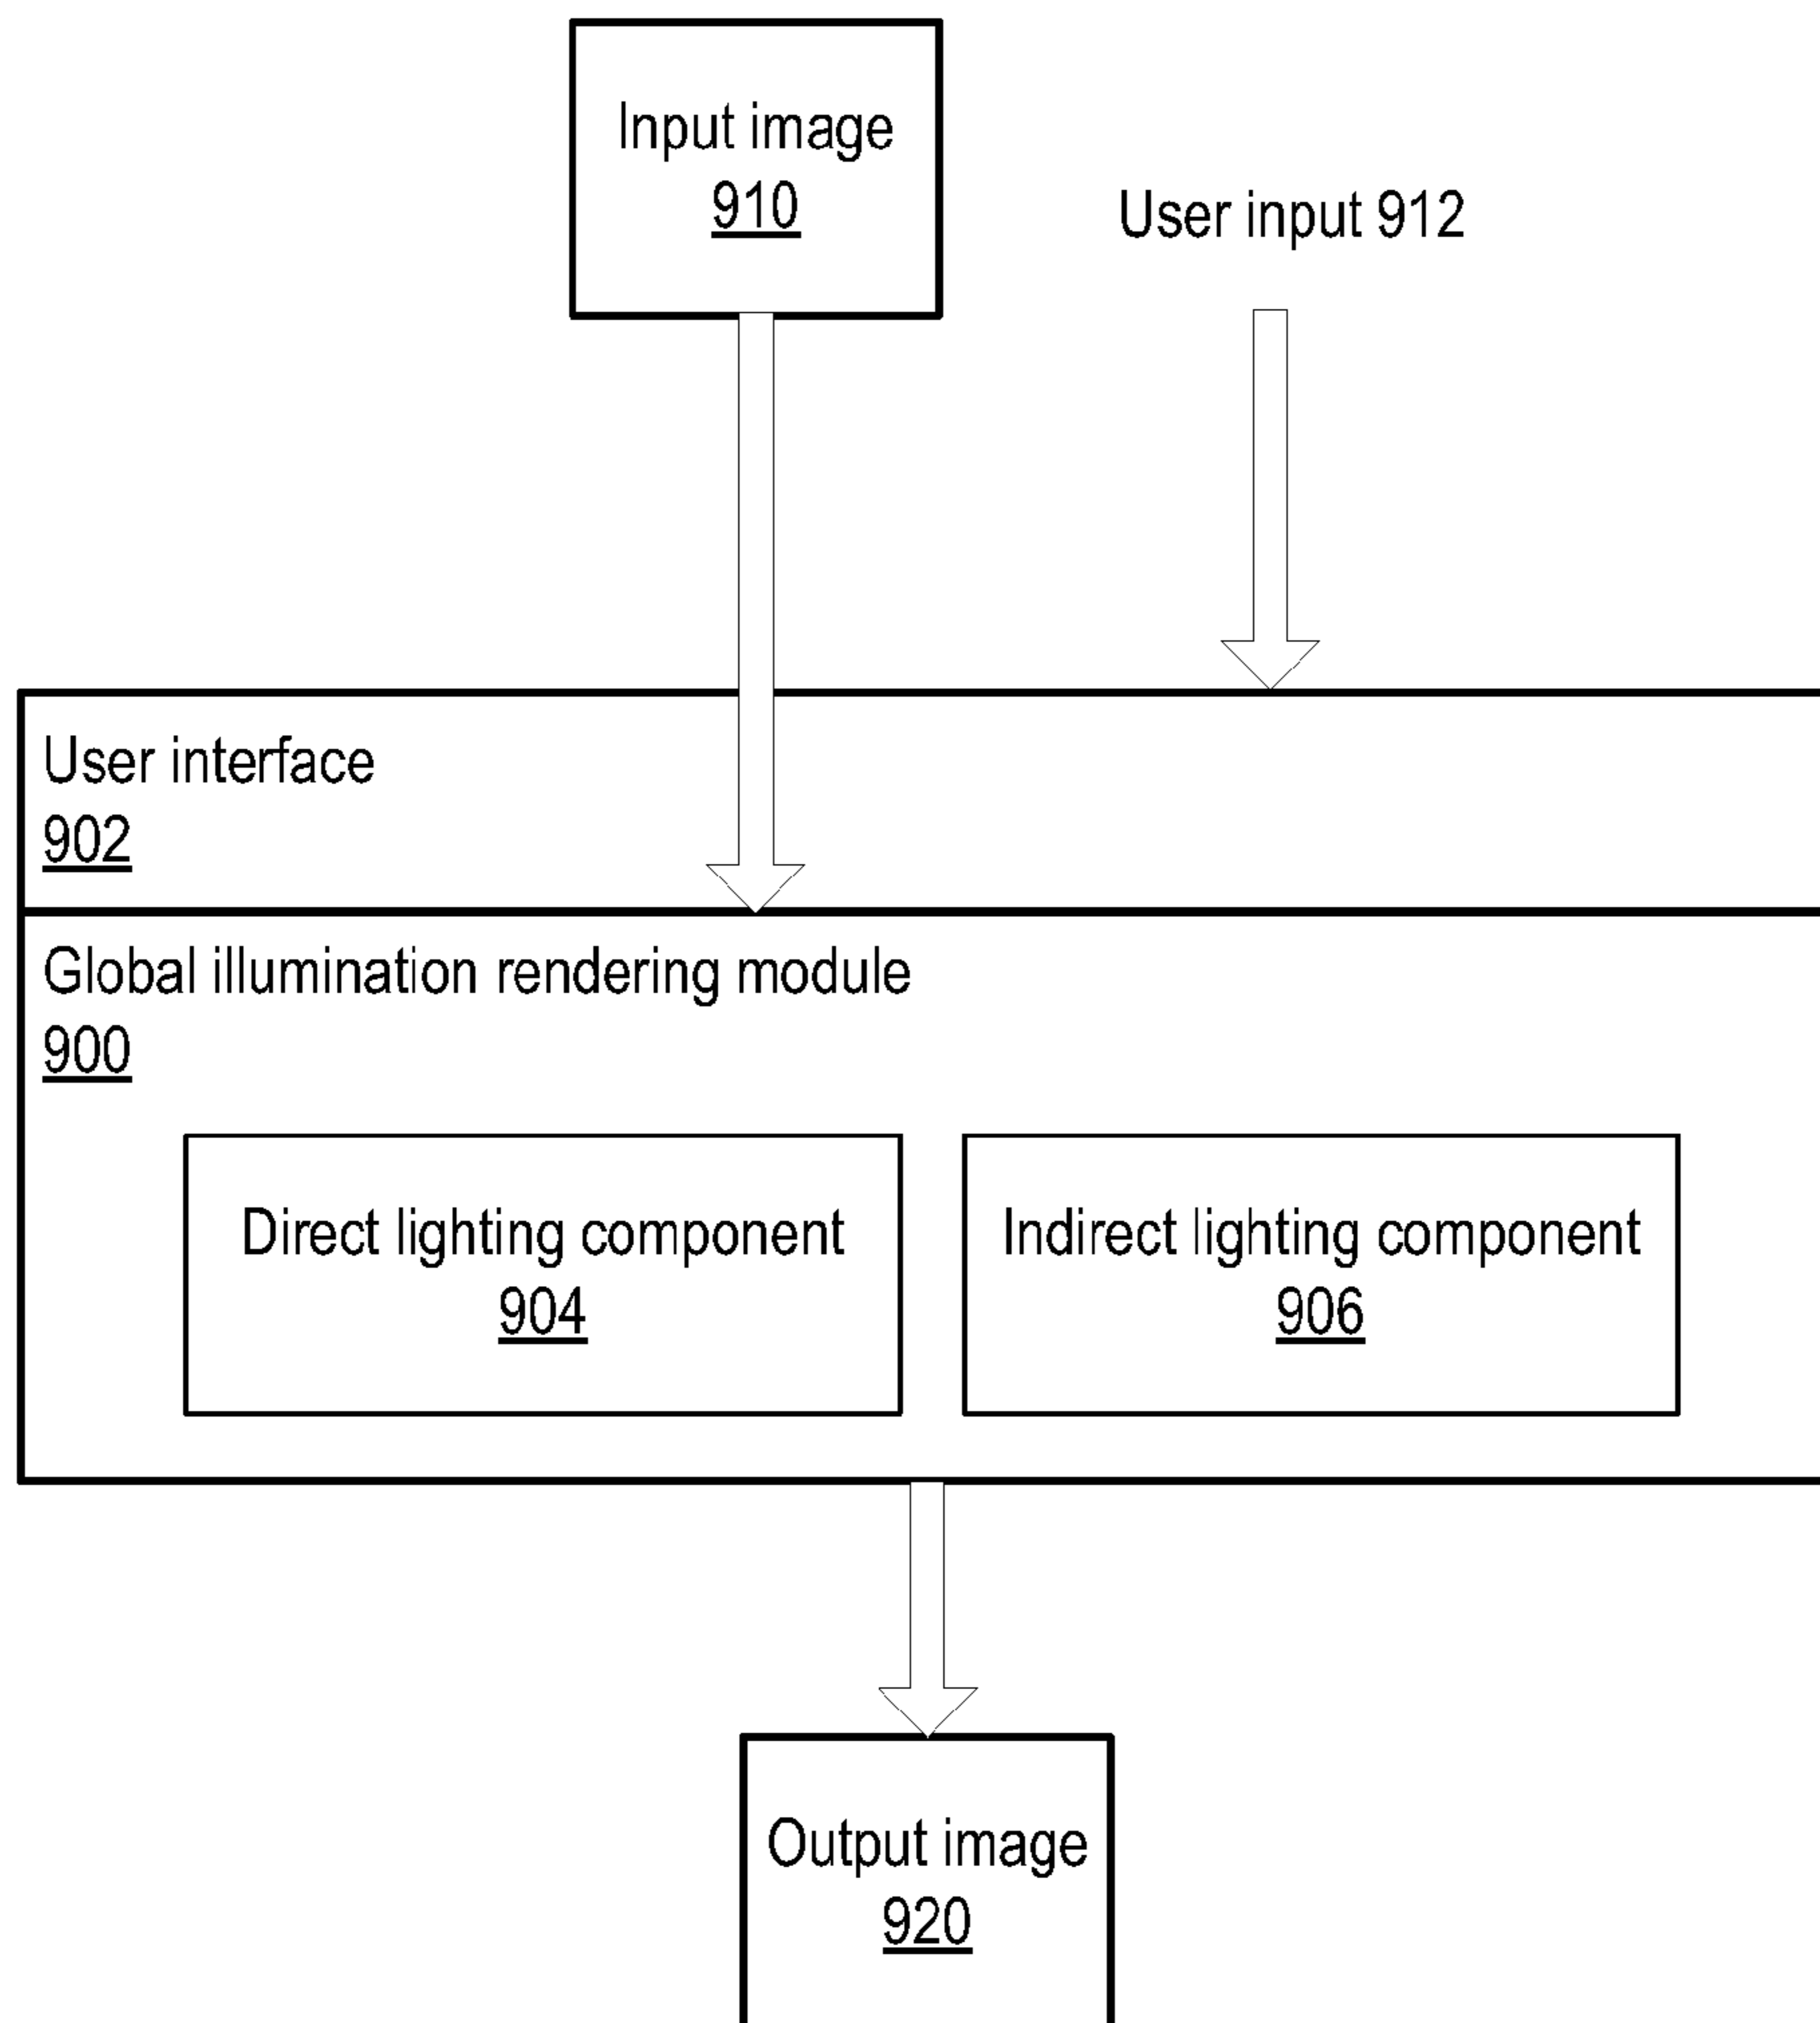 Input image
910
User input 912
User interface
902
Global illumination rendering module
900
Direct lighting component
904
Indirect lighting component
906
Output image
920